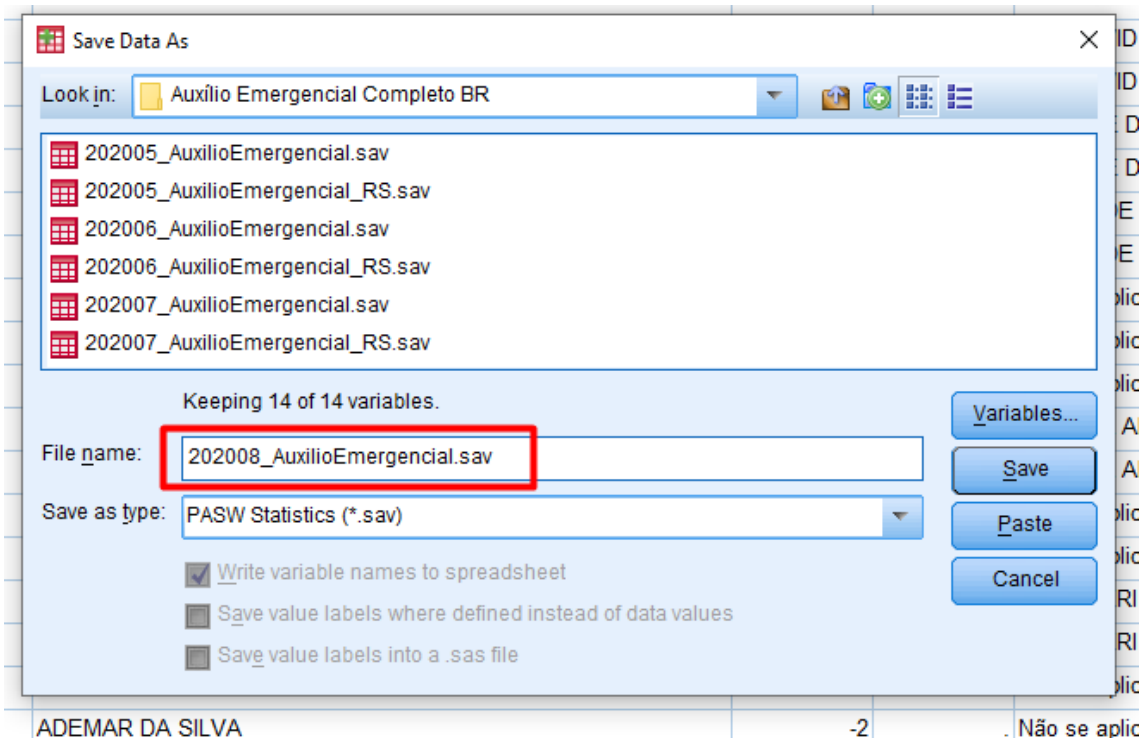 Save Data As
Look in:
Auxílio Emergencial Completo BR
202005_AuxilioEmergencial.sav
202005_AuxilioEmergencial_RS.sav
202006_AuxilioEmergencial.sav
202006_AuxilioEmergencial_RS.sav
202007_AuxilioEmergencial.sav
202007_AuxilioEmergencial_RS.sav
Keeping 14 of 14 variables.
Variables...
File name:
202008_AuxilioEmergencial.sav
Save
Save as type:
PASW Statistics (*.sav)
Paste
Write variable names to spreadsheet
Cancel
Save value labels where defined instead of data values
Save value labels into a .sas file
ADEMAR DA SILVA -2 . Não se aplic